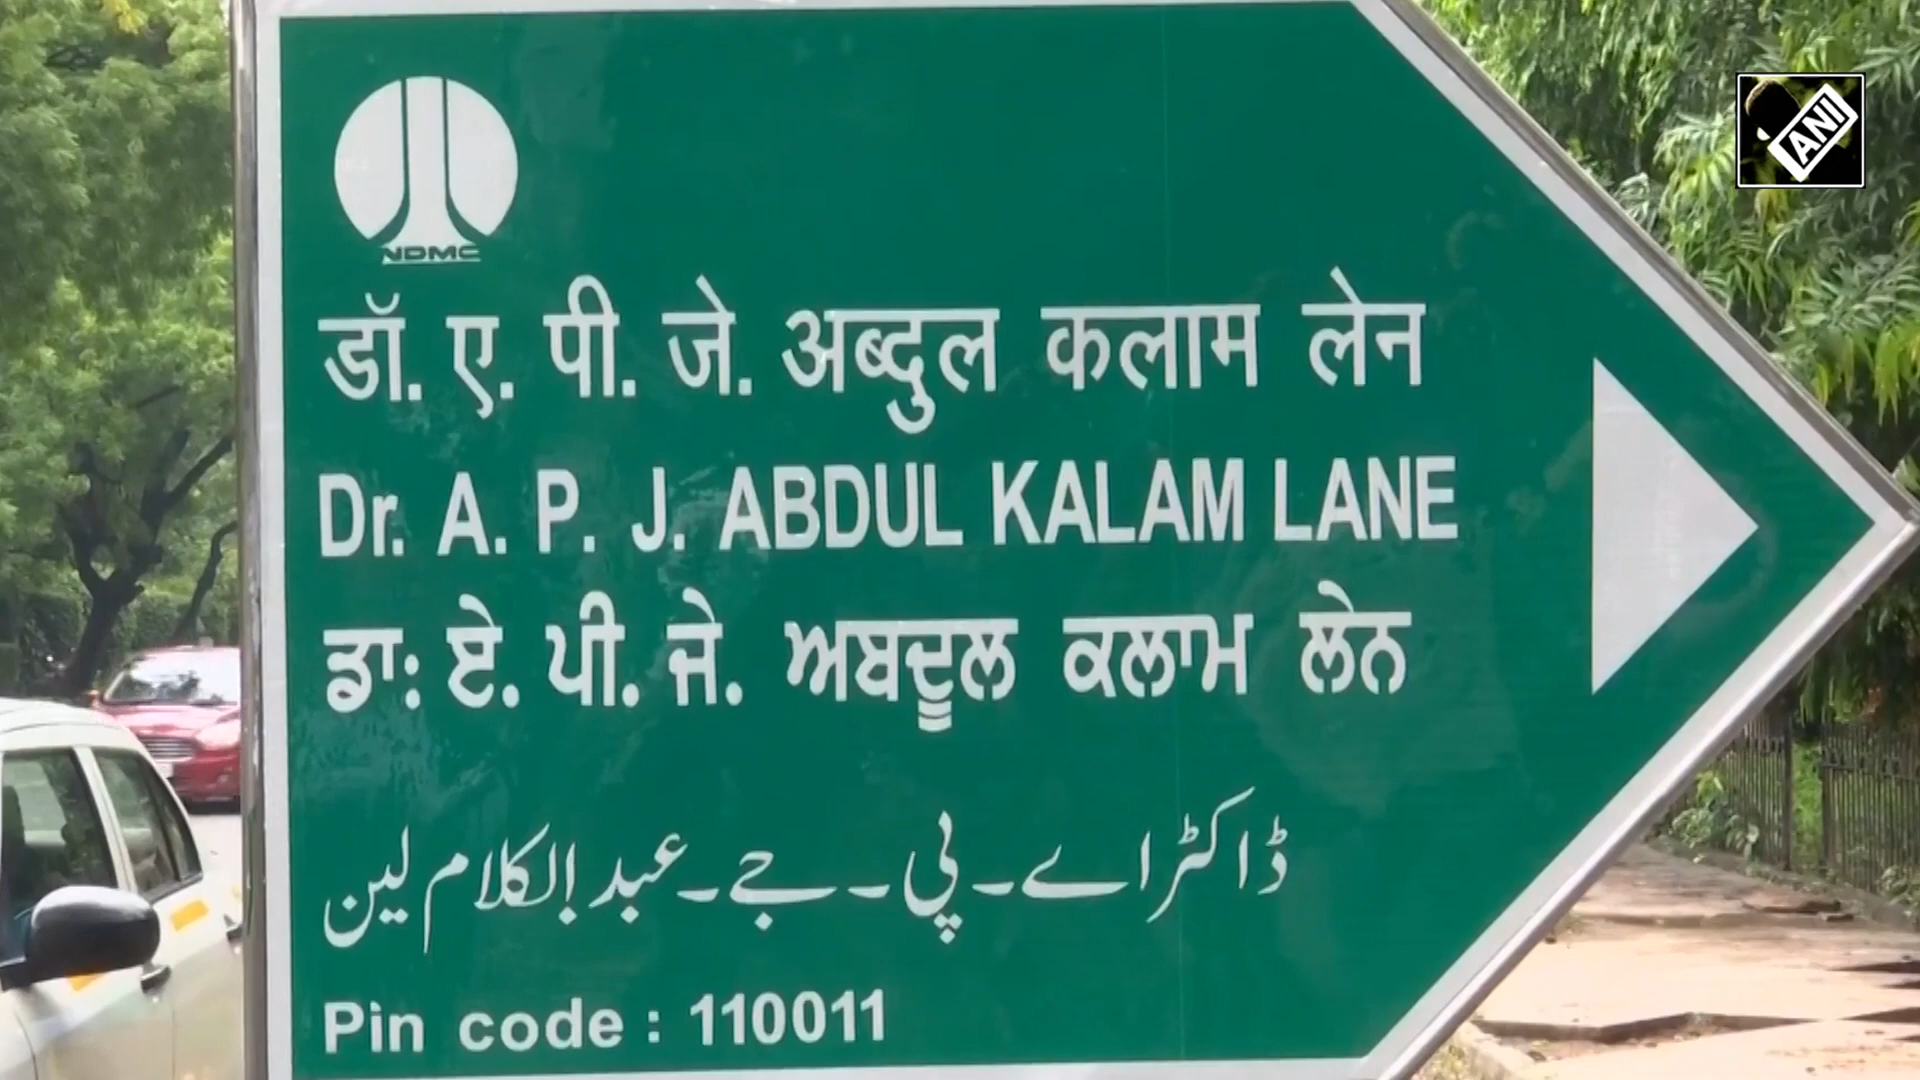 ANI
NDMC
डॉ. ए. पी. जे. अब्दुल कलाम लेन
Dr. A. P. J. ABDUL KALAM LANE
ਡਾ: ਏ. ਪੀ. ਜੇ. ਅਬਦੂਲ ਕਲਾਮ ਲੇਨ
ڈاکٹر اے۔ پی۔ جے۔ عبدالکلام لین
Pin code : 110011